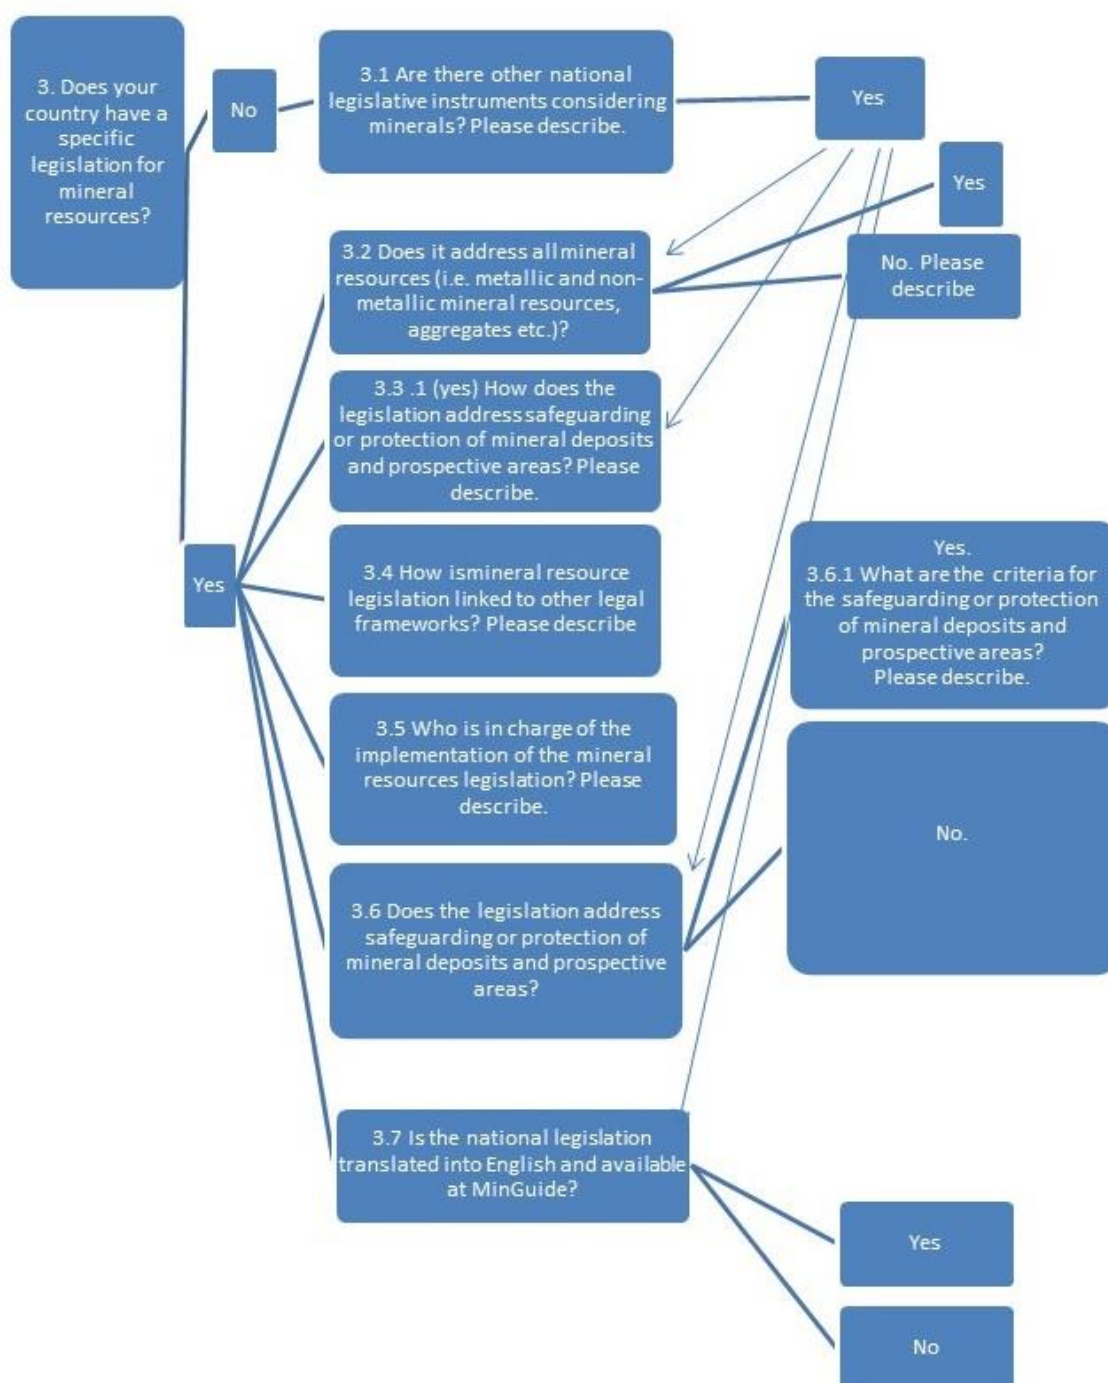 3. Does your
country have a
specific
legislation for
mineral
resources?
No
3.1 Are there other national
legislative instruments considering
minerals? Please describe.
Yes
Yes
3.2 Does it address all mineral
resources (i.e. metallic and non-
metallic mineral resources,
aggregates etc.)?
No. Please
describe
3.3 .1 (yes) How does the
legislation address safeguarding
or protection of mineral deposits
and prospective areas? Please
describe.
Yes
3.4 How ismineral resource
legislation linked to other legal
frameworks? Please describe
Yes.
3.6.1 What are the criteria for
the safeguarding or protection
of mineral deposits and
prospective areas?
Please describe.
3.5 Who is in charge of the
implementation of the mineral
resources legislation? Please
describe.
No.
3.6 Does the legislation address
safeguarding or protection of
mineral deposits and prospective
areas?
3.7 Is the national legislation
translated into English and available
at MinGuide?
Yes
No